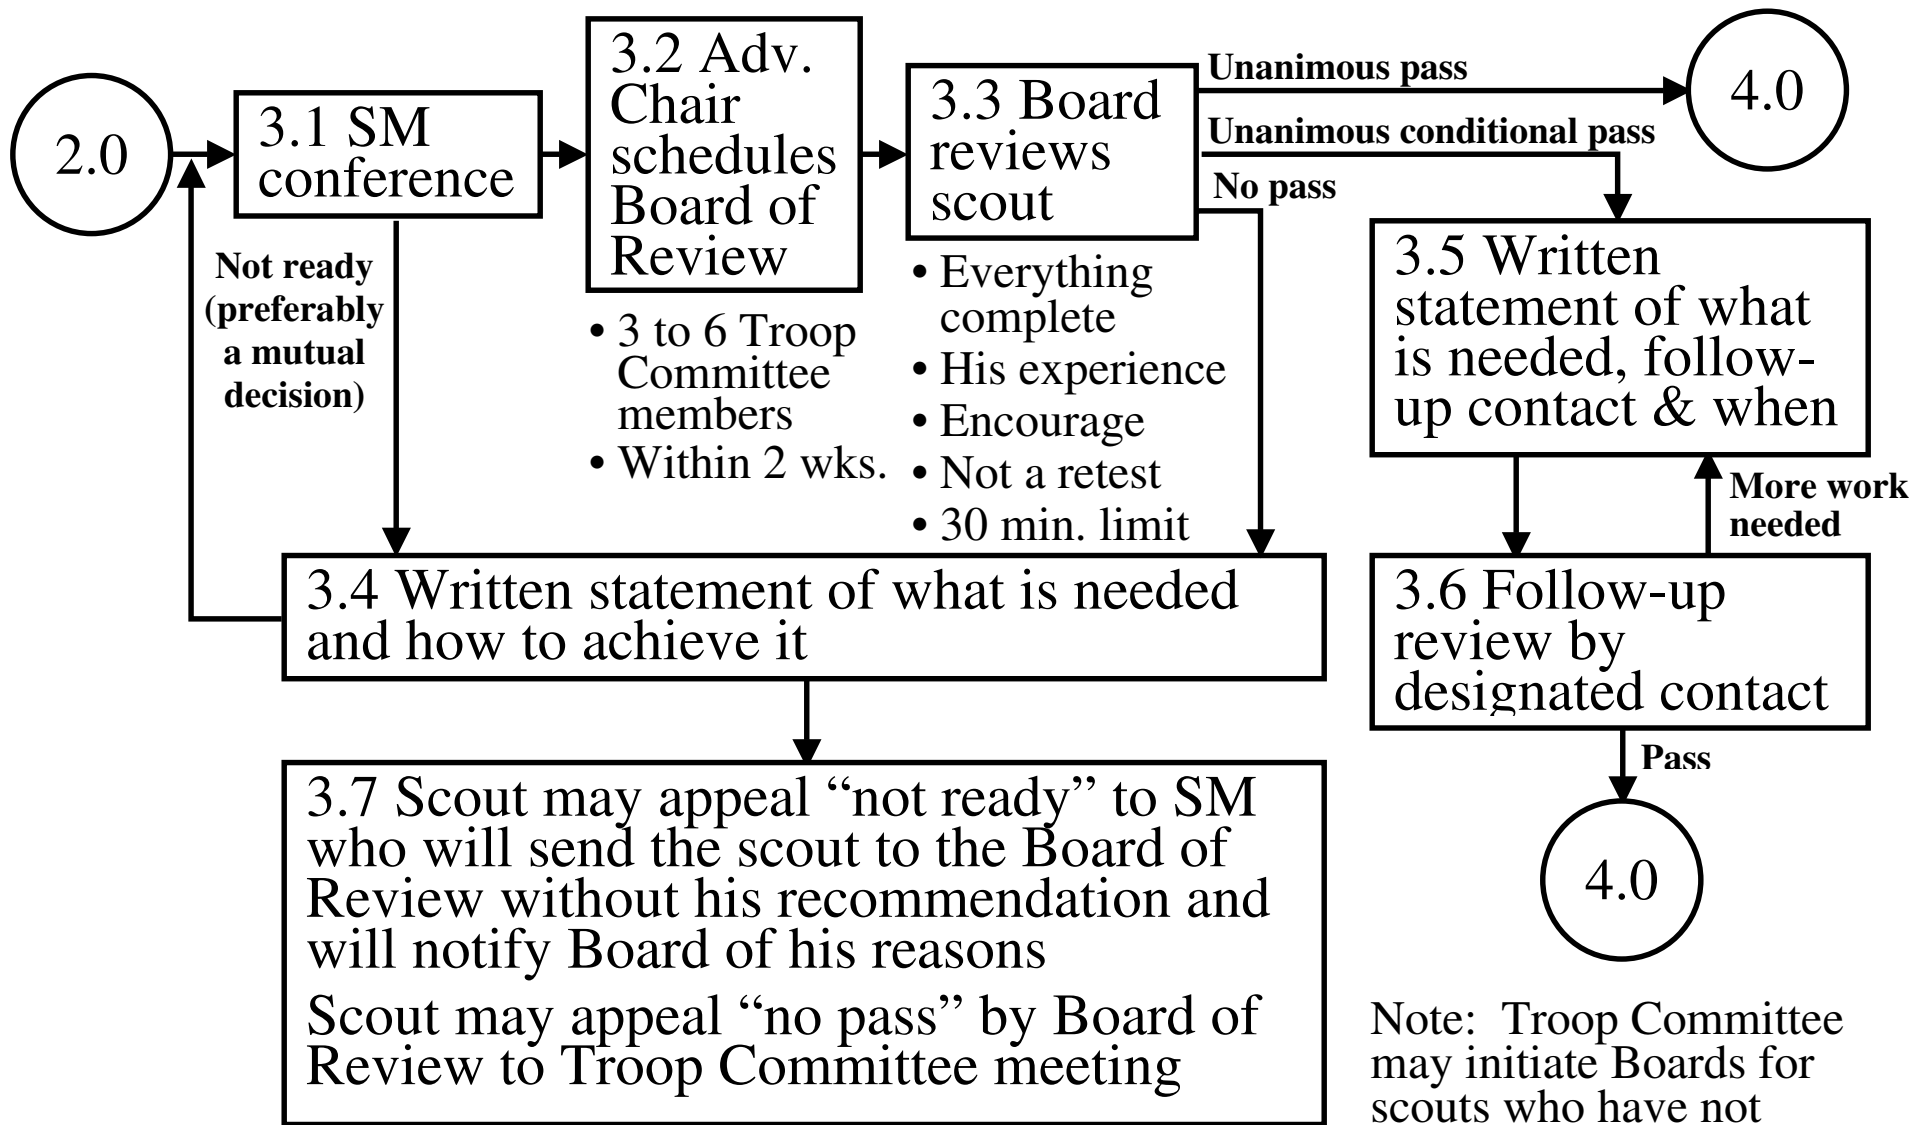 2.0
3.1 SM
conference
3.2 Adv.
Chair
schedules
Board of
Review
3.3 Board
reviews
scout
Unanimous pass
4.0
Unanimous conditional pass
No pass
Not ready
(preferably
a mutual
decision)
• 3 to 6 Troop
Committee
members
• Within 2 wks.
• Everything
complete
• His experience
• Encourage
• Not a retest
• 30 min. limit
3.5 Written
statement of what
is needed, follow-
up contact & when
More work
needed
3.4 Written statement of what is needed
and how to achieve it
3.6 Follow-up
review by
designated contact
Pass
4.0
3.7 Scout may appeal “not ready” to SM
who will send the scout to the Board of
Review without his recommendation and
will notify Board of his reasons
Scout may appeal “no pass” by Board of
Review to Troop Committee meeting
Note:  Troop Committee
may initiate Boards for
scouts who have not